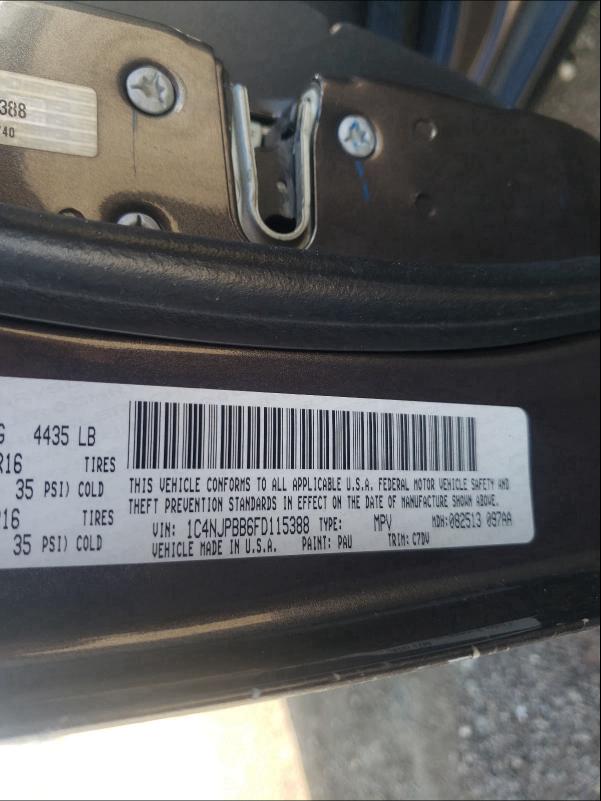 388
740
G 4435 LB
R16 TIRES
35 PSI) COLD
R16 TIRES
35 PSI) COLD
THIS VEHICLE CONFORMS TO ALL APPLICABLE U.S.A. FEDERAL MOTOR VEHICLE SAFETY AND
THEFT PREVENTION STANDARDS IN EFFECT ON THE DATE OF MANUFACTURE SHOWN ABOVE.
VIN: 1C4NJPBB6FD115388 TYPE: MPV MDH: 082513 097AA
VEHICLE MADE IN U.S.A. PAINT: PAU TRIM: C7DV